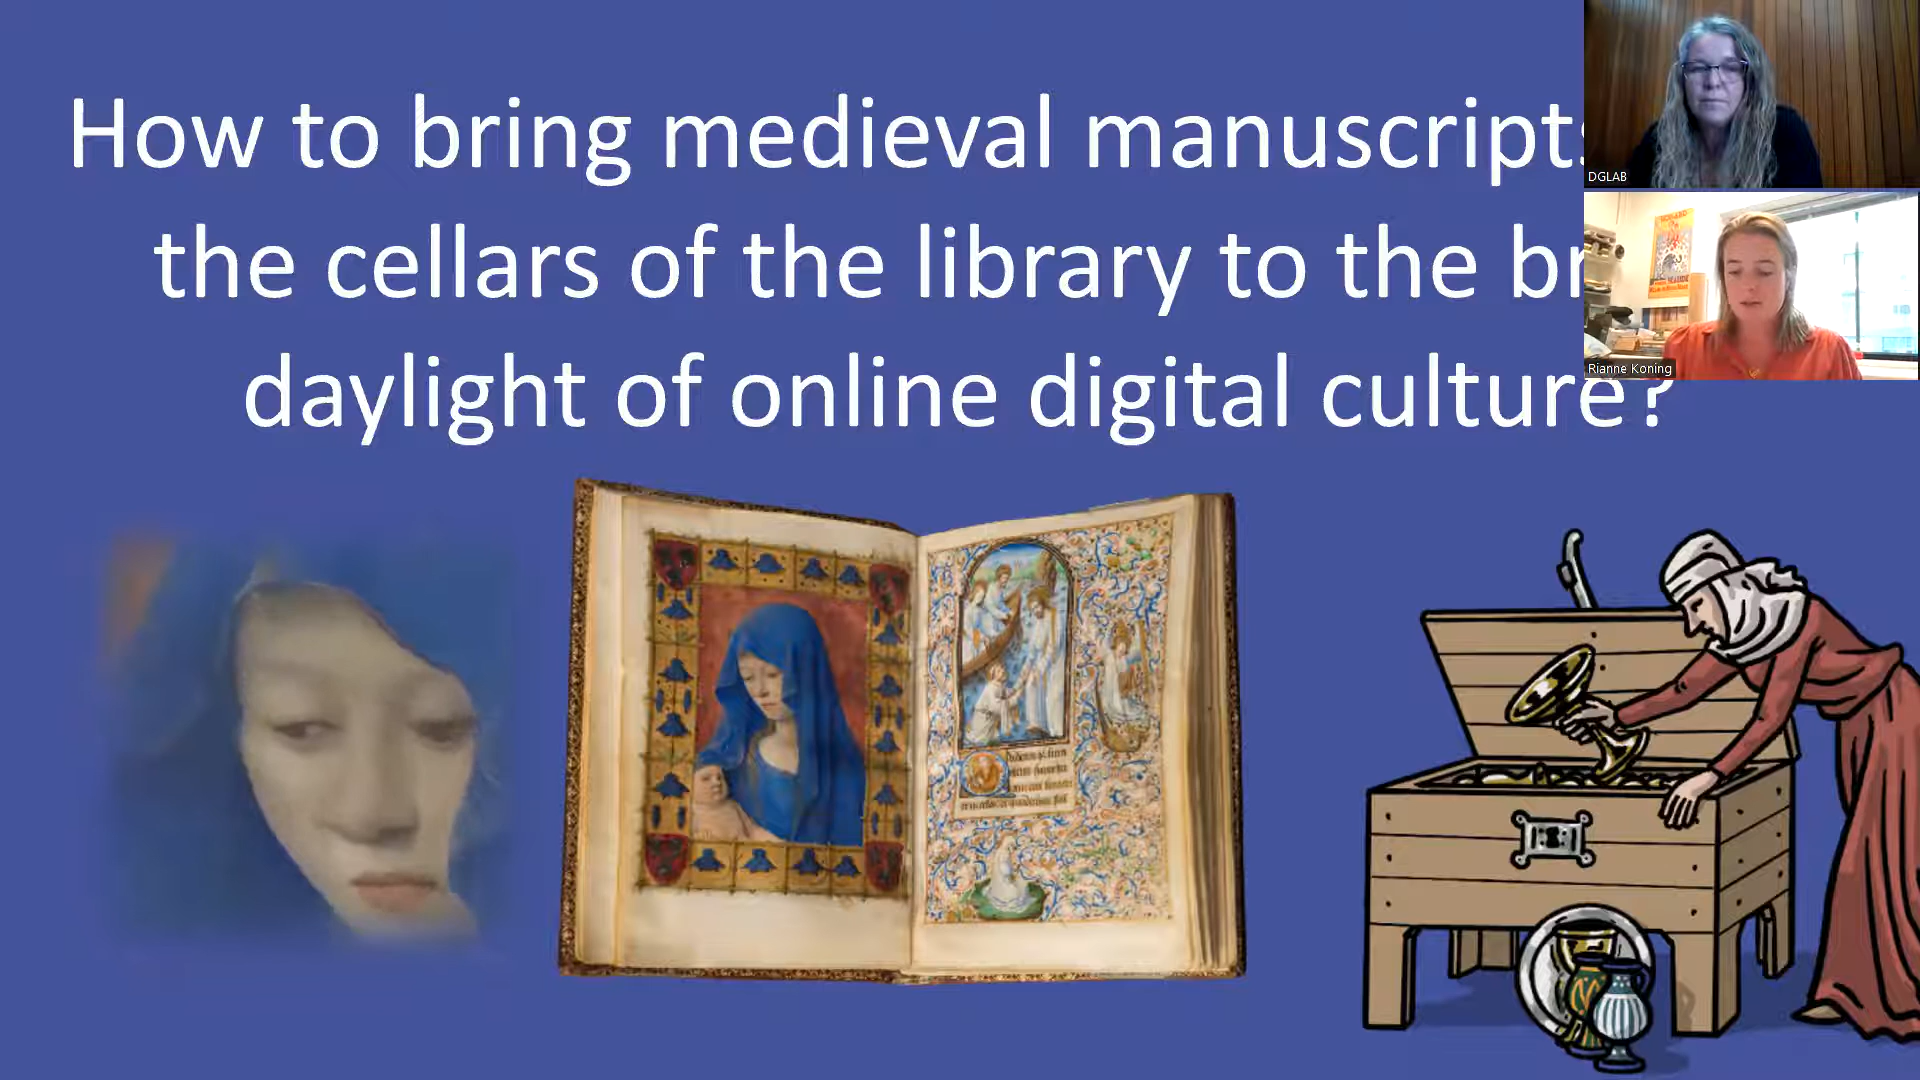 How to bring medieval manuscripts
the cellars of the library to the br
daylight of online digital culture?
DGLAB
Rianne Koning